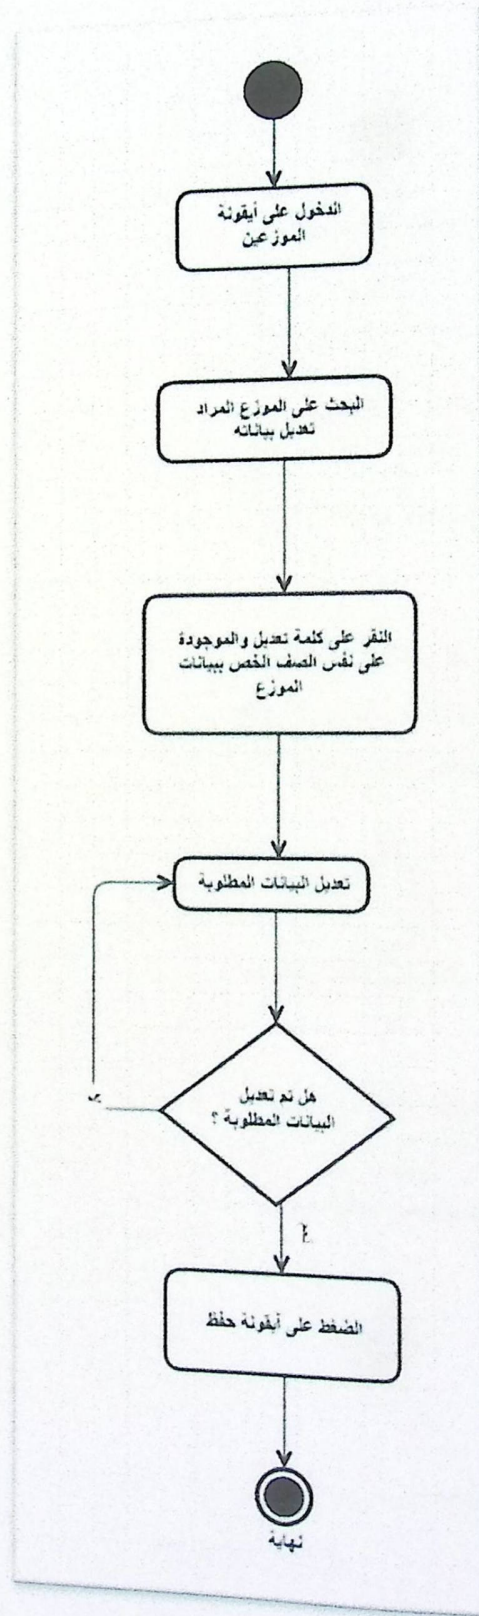 الدخول على أيقونة
الموزعين
البحث على الموزع المراد
تعديل بياناته
النقر على كلمة تعديل والموجودة
على نفس الصف الخص ببيانات
الموزع
تعديل البيانات المطلوبة
هل تم تعديل
البيانات المطلوبة ؟
الضغط على أيقونة حفظ
نهاية